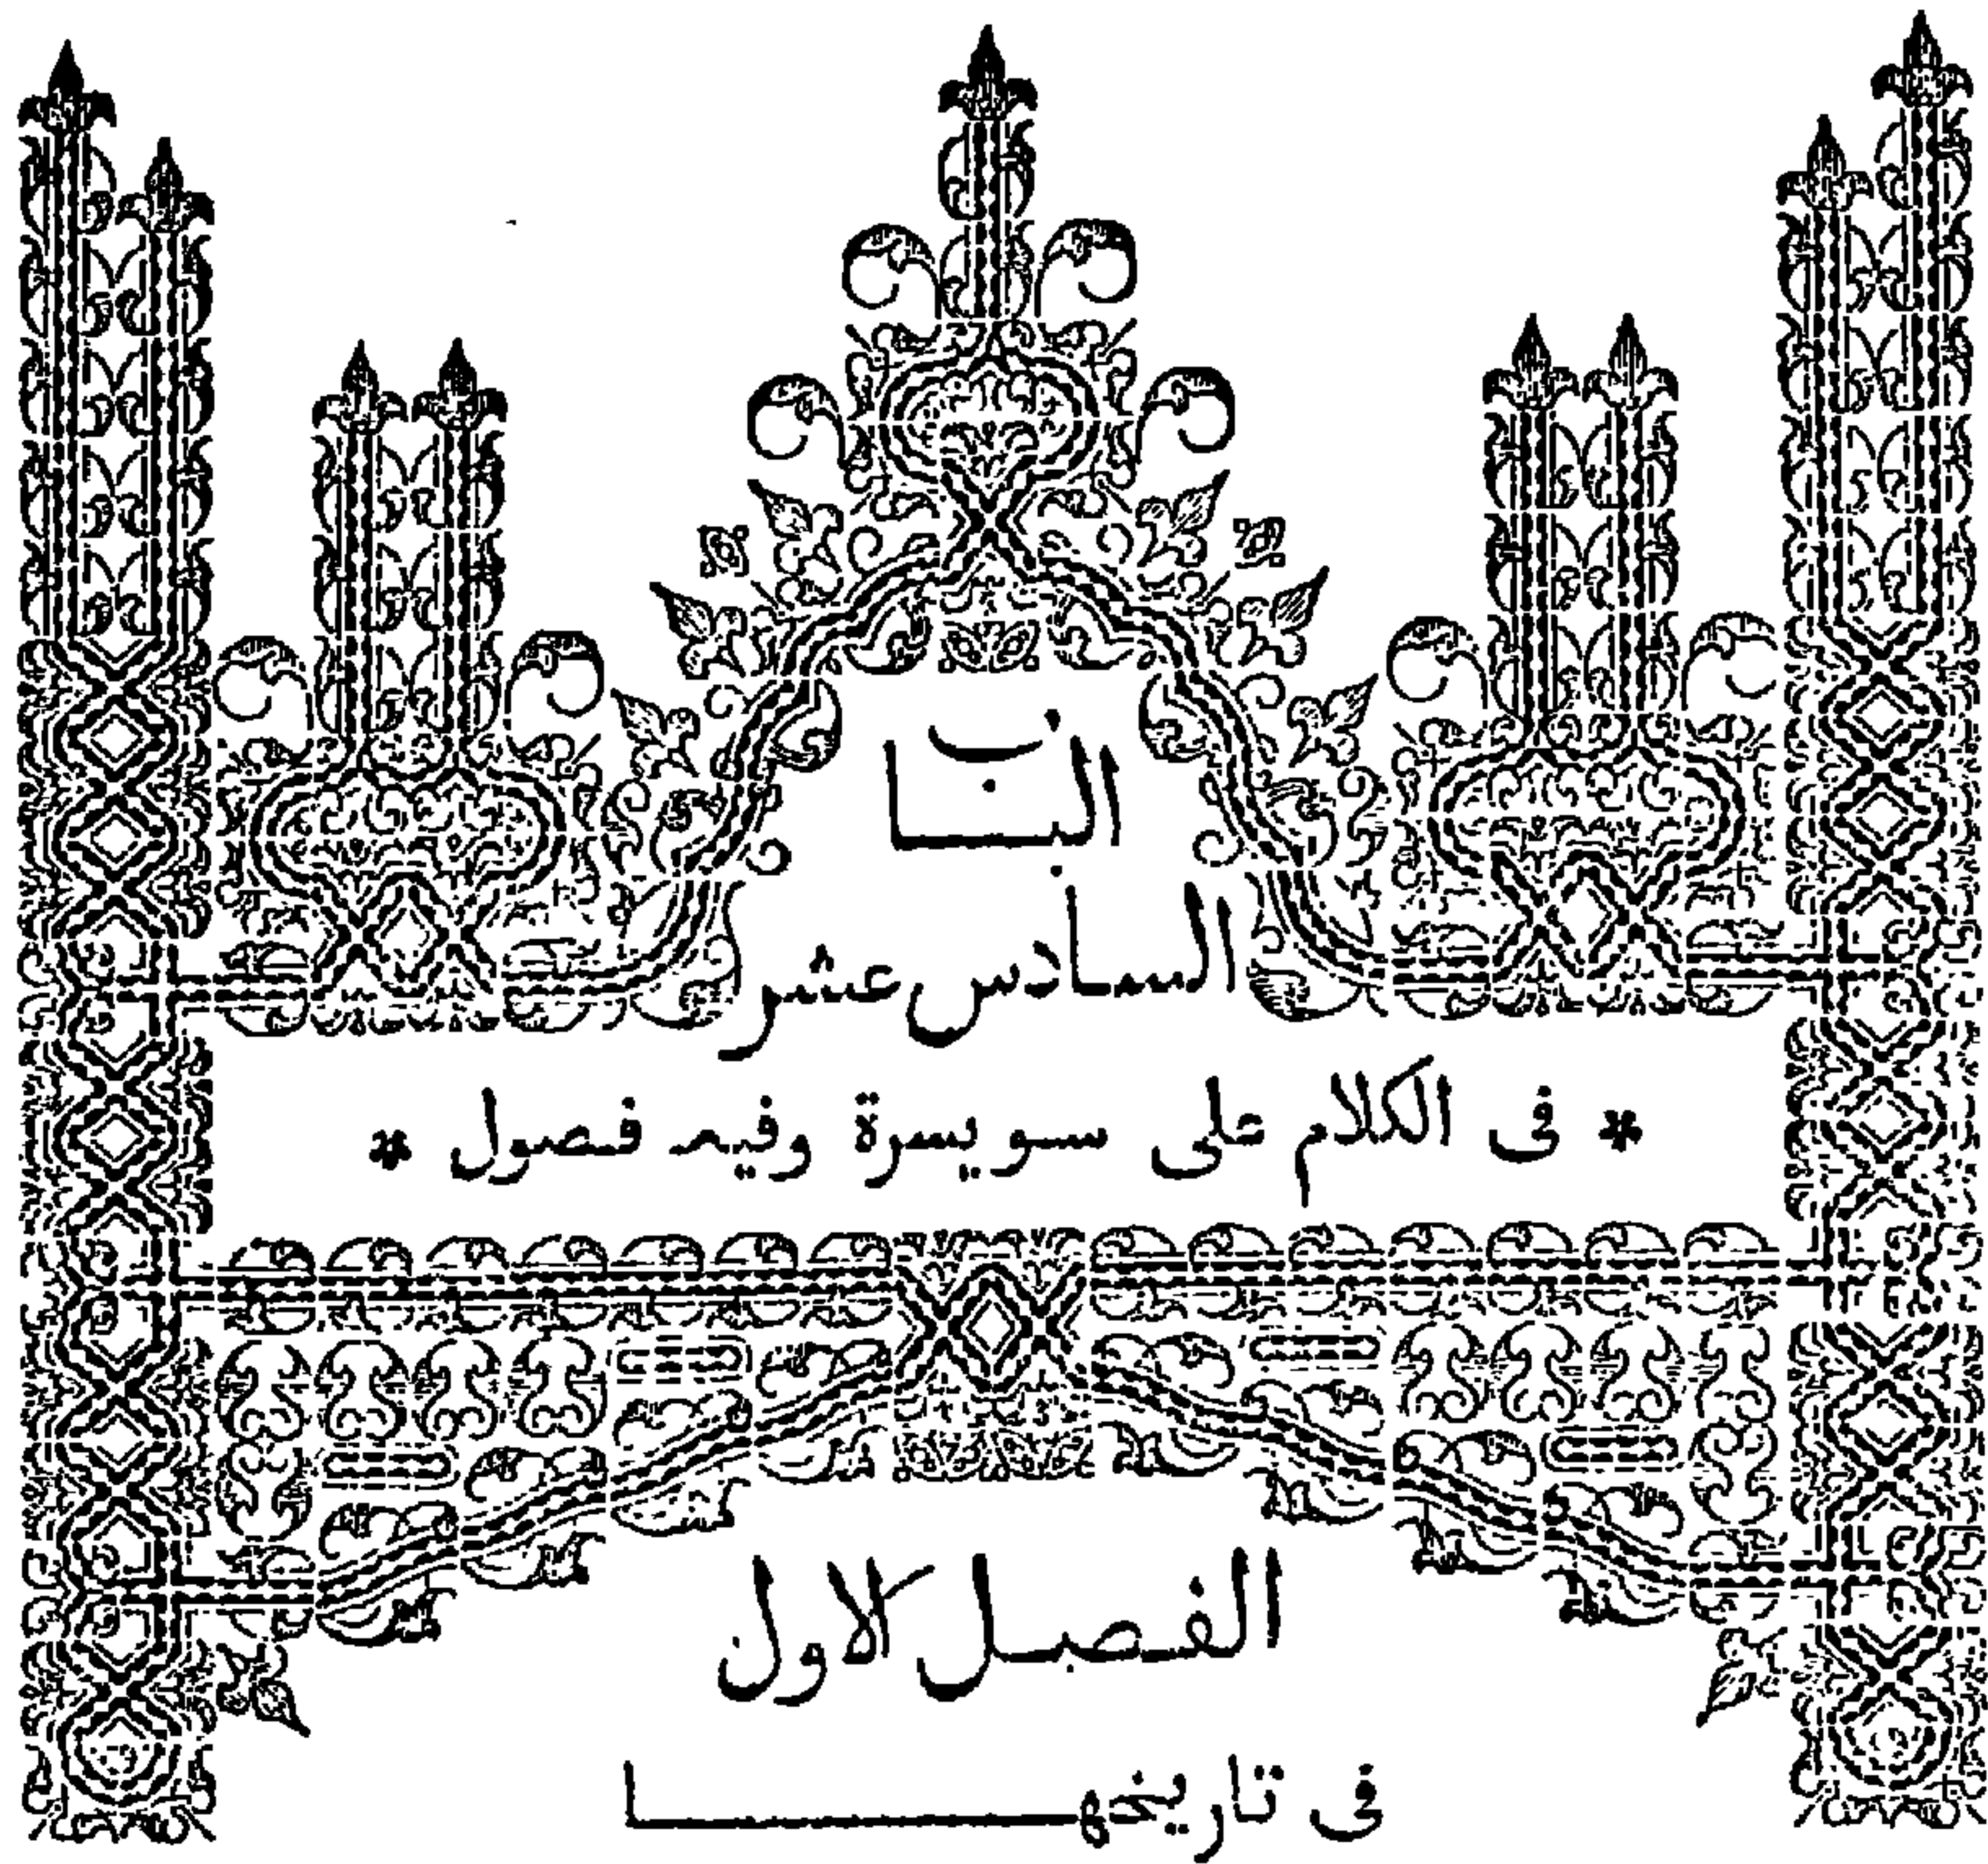 الباب
السادس عشر
* فى الكلام على سويسرة وفيه فصول *
الفصل الاول
فى تاريخها